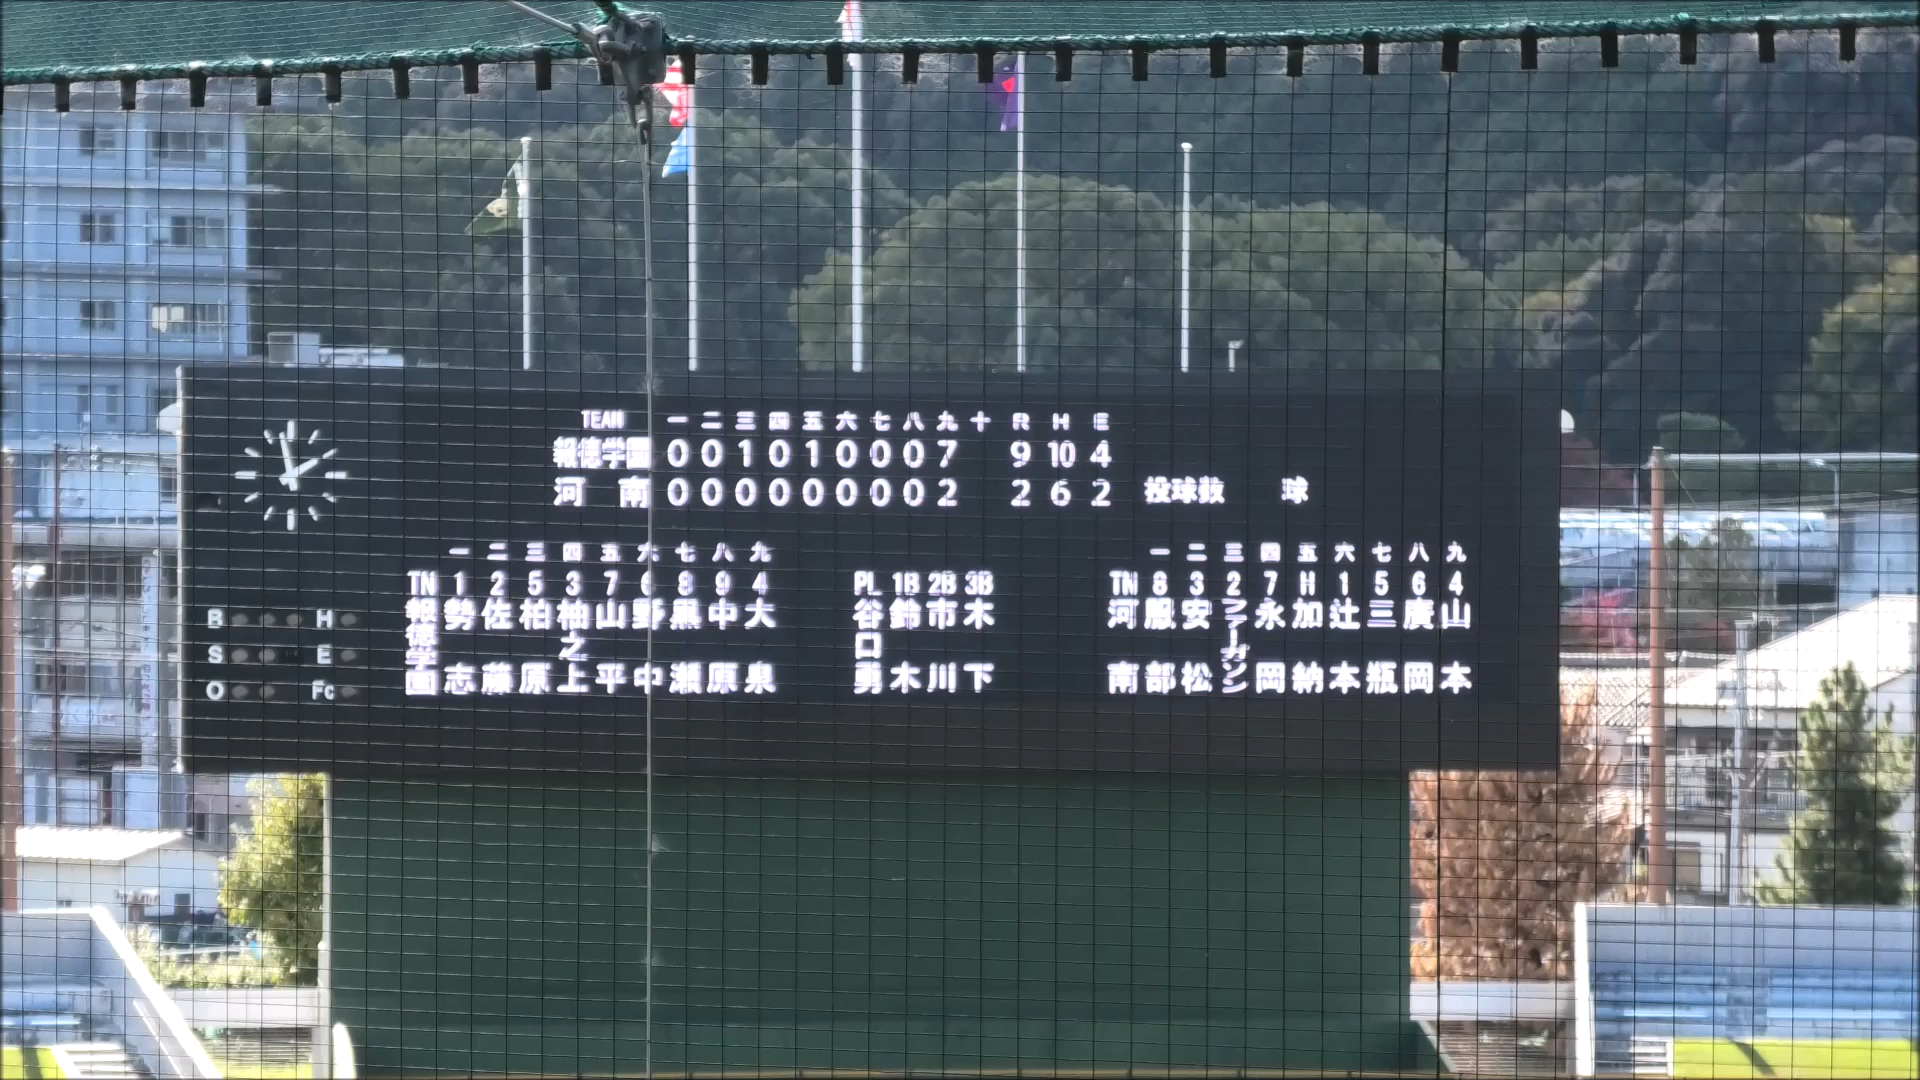 TEAM 一 二 三 四 五 六 七 八 九 十 R H E
報徳学園 0 0 1 0 1 0 0 0 7 9 10 4
河南 0 0 0 0 0 0 0 0 2 2 6 2 投球数 球
一 二 三 四 五 六 七 八 九
TN 1 2 5 3 7 6 8 9 4
報徳学園
勢志
佐藤
柏原
柚之上
山平
野中
黒瀬
中原
大泉
PL 1B 2B 3B
谷口勇
鈴木
市川
木下
一 二 三 四 五 六 七 八 九
TN 8 3 2 7 H 1 5 6 4
河南
服部
安松
ファーガソン
永岡
加納
辻本
三瓶
廣岡
山本
B H
S E
O Fc